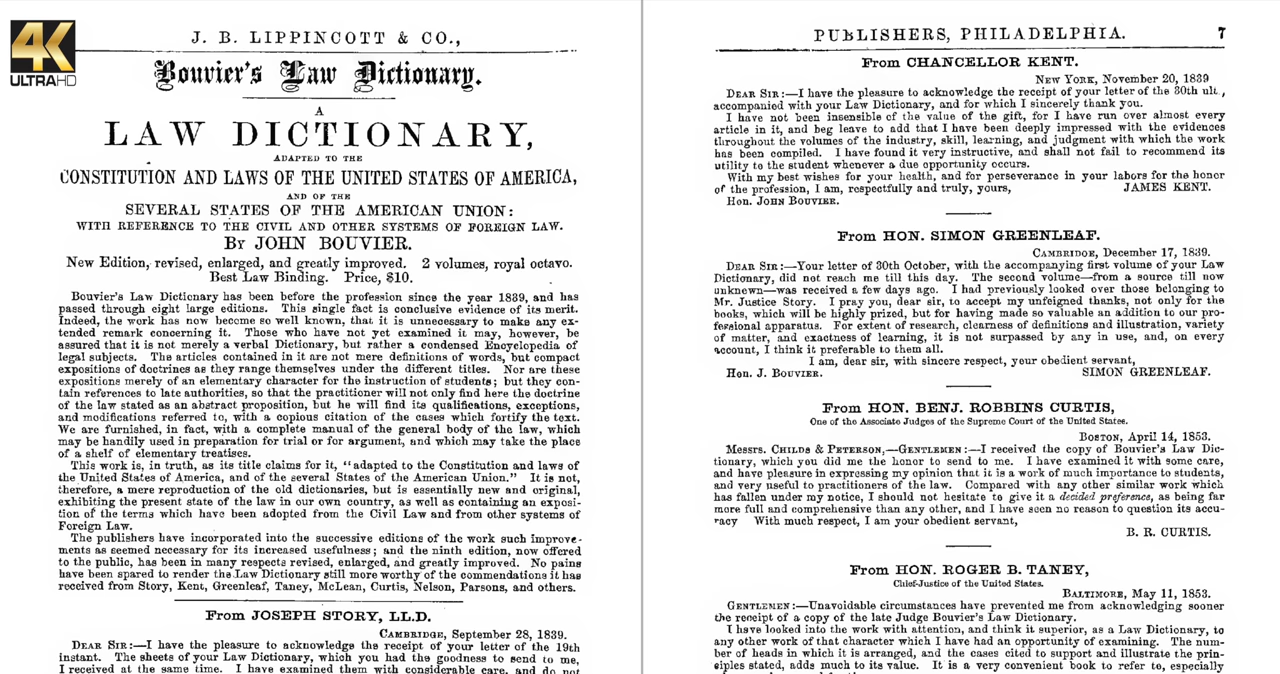 4K
ULTRA HD
J. B. LIPPINCOTT & CO.,
Bouvier's Law Dictionary.
A
LAW DICTIONARY,
ADAPTED TO THE
CONSTITUTION AND LAWS OF THE UNITED STATES OF AMERICA,
AND OF THE
SEVERAL STATES OF THE AMERICAN UNION:
WITH REFERENCE TO THE CIVIL AND OTHER SYSTEMS OF FOREIGN LAW.
By JOHN BOUVIER.
New Edition, revised, enlarged, and greatly improved. 2 volumes, royal octavo.
Best Law Binding. Price, $10.
Bouvier's Law Dictionary has been before the profession since the year 1839, and has
passed through eight large editions. This single fact is conclusive evidence of its merit.
Indeed, the work has now become so well known, that it is unnecessary to make any ex-
tended remark concerning it. Those who have not yet examined it may, however, be
assured that it is not merely a verbal Dictionary, but rather a condensed Encyclopedia of
legal subjects. The articles contained in it are not mere definitions of words, but compact
expositions of doctrines as they range themselves under the different titles. Nor are these
expositions merely of an elementary character for the instruction of students; but they con-
tain references to late authorities, so that the practitioner will not only find here the doctrine
of the law stated as an abstract proposition, but he will find its qualifications, exceptions,
and modifications referred to, with a copious citation of the cases which fortify the text.
We are furnished, in fact, with a complete manual of the general body of the law, which
may be handily used in preparation for trial or for argument, and which may take the place
of a shelf of elementary treatises.
This work is, in truth, as its title claims for it, "adapted to the Constitution and laws of
the United States of America, and of the several States of the American Union." It is not,
therefore, a mere reproduction of the old dictionaries, but is essentially new and original,
exhibiting the present state of the law in our own country, as well as containing an exposi-
tion of the terms which have been adopted from the Civil Law and from other systems of
Foreign Law.
The publishers have incorporated into the successive editions of the work such improve-
ments as seemed necessary for its increased usefulness; and the ninth edition, now offered
to the public, has been in many respects revised, enlarged, and greatly improved. No pains
have been spared to render the Law Dictionary still more worthy of the commendations it has
received from Story, Kent, Greenleaf, Taney, McLean, Curtis, Nelson, Parsons, and others.
From JOSEPH STORY, LL.D.
CAMBRIDGE, September 28, 1839.
DEAR SIR:—I have the pleasure to acknowledge the receipt of your letter of the 19th
instant. The sheets of your Law Dictionary, which you had the goodness to send to me,
I received at the same time. I have examined them with considerable care, and do not
PUBLISHERS, PHILADELPHIA. 7
From CHANCELLOR KENT.
NEW YORK, November 20, 1839
DEAR SIR:—I have the pleasure to acknowledge the receipt of your letter of the 30th ult,
accompanied with your Law Dictionary, and for which I sincerely thank you.
I have not been insensible of the value of the gift, for I have run over almost every
article in it, and beg leave to add that I have been deeply impressed with the evidences
throughout the volumes of the industry, skill, learning, and judgment with which the work
has been compiled. I have found it very instructive, and shall not fail to recommend its
utility to the student whenever a due opportunity occurs.
With my best wishes for your health, and for perseverance in your labors for the honor
of the profession, I am, respectfully and truly, yours, JAMES KENT.
Hon. JOHN BOUVIER.
From HON. SIMON GREENLEAF.
CAMBRIDGE, December 17, 1839.
DEAR SIR:—Your letter of 30th October, with the accompanying first volume of your Law
Dictionary, did not reach me till this day. The second volume—from a source till now
unknown—was received a few days ago. I had previously looked over those belonging to
Mr. Justice Story. I pray you, dear sir, to accept my unfeigned thanks, not only for the
books, which will be highly prized, but for having made so valuable an addition to our pro-
fessional apparatus. For extent of research, clearness of definitions and illustration, variety
of matter, and exactness of learning, it is not surpassed by any in use, and, on every
account, I think it preferable to them all.
I am, dear sir, with sincere respect, your obedient servant,
Hon. J. BOUVIER. SIMON GREENLEAF.
From HON. BENJ. ROBBINS CURTIS,
One of the Associate Judges of the Supreme Court of the United States.
BOSTON, April 14, 1853.
MESSRS. CHILDS & PETERSON,—GENTLEMEN:—I received the copy of Bouvier's Law Dic-
tionary, which you did me the honor to send to me. I have examined it with some care,
and have pleasure in expressing my opinion that it is a work of much importance to students,
and very useful to practitioners of the law. Compared with any other similar work which
has fallen under my notice, I should not hesitate to give it a decided preference, as being far
more full and comprehensive than any other, and I have seen no reason to question its accu-
racy With much respect, I am your obedient servant,
B. R. CURTIS.
From HON. ROGER B. TANEY,
Chief-Justice of the United States.
BALTIMORE, May 11, 1853.
GENTLEMEN:—Unavoidable circumstances have prevented me from acknowledging sooner
the receipt of a copy of the late Judge Bouvier's Law Dictionary.
I have looked into the work with attention, and think it superior, as a Law Dictionary, to
any other work of that character which I have had an opportunity of examining. The num-
ber of heads in which it is arranged, and the cases cited to support and illustrate the prin-
ciples stated, adds much to its value. It is a very convenient book to refer to, especially